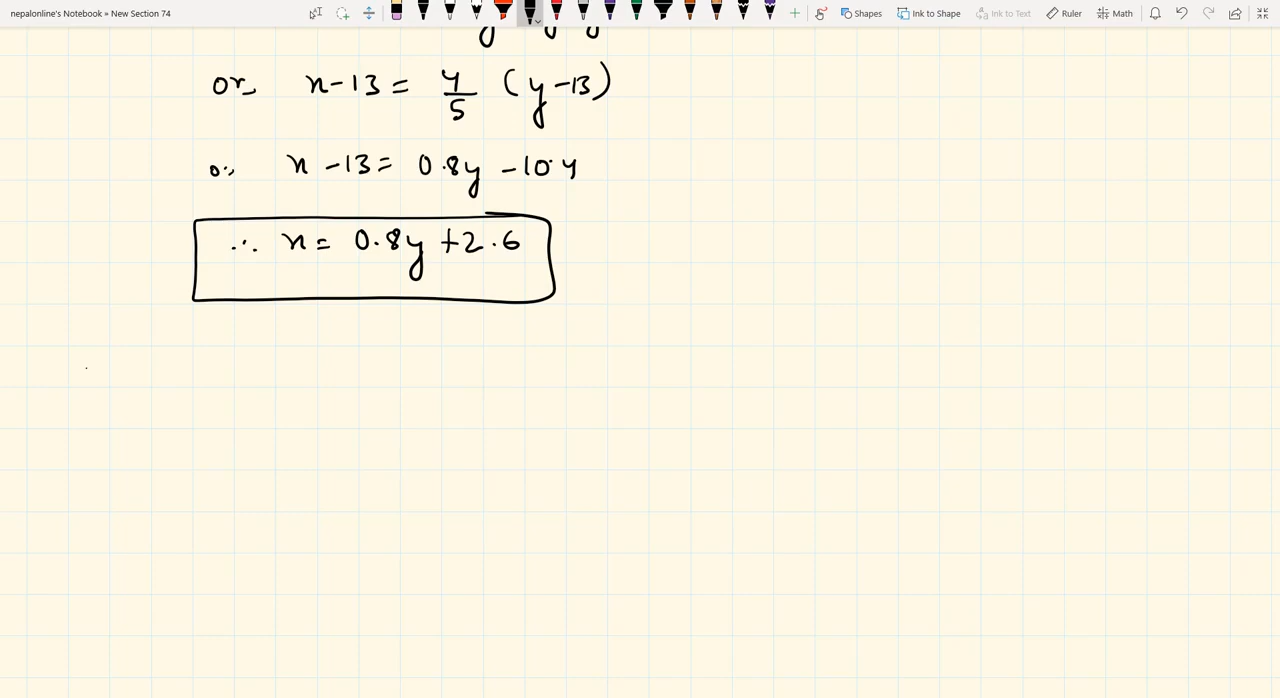 nepalonline's Notebook » New Section 74
Shapes Ink to Shape Ink to Text Ruler Math
or, x - 13 = 4/5 (y - 13)
or, x - 13 = 0.8y - 10.4
∴ x = 0.8y + 2.6